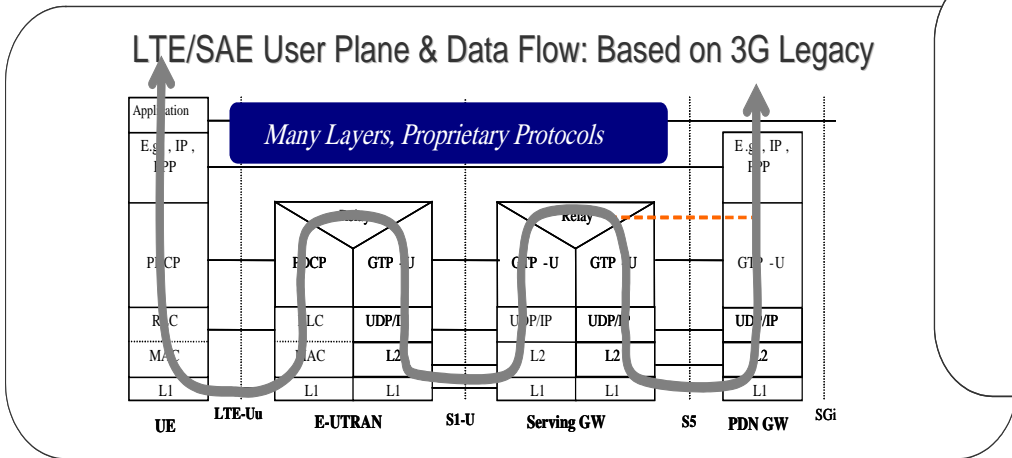 LTE/SAE User Plane & Data Flow: Based on 3G Legacy
Application
Many Layers, Proprietary Protocols
E.g., IP,
PPP
E.g., IP,
PPP
Relay
Relay
PDCP
PDCP
GTP -U
GTP -U
GTP -U
GTP -U
RLC
RLC
UDP/IP
UDP/IP
UDP/IP
UDP/IP
MAC
MAC
L2
L2
L2
L2
L1
L1
L1
L1
L1
L1
UE
LTE-Uu
E-UTRAN
S1-U
Serving GW
S5
PDN GW
SGi